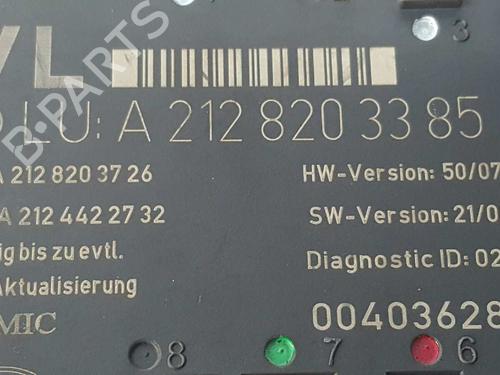 VL
3
LU: A 212 820 33 85
A 212 820 37 26
HW-Version: 50/07
A 212 442 27 32
SW-Version: 21/0
ig bis zu evtl.
Diagnostic ID: 02
Aktualisierung
MIC
00403628
8
7
6
B-PARTS